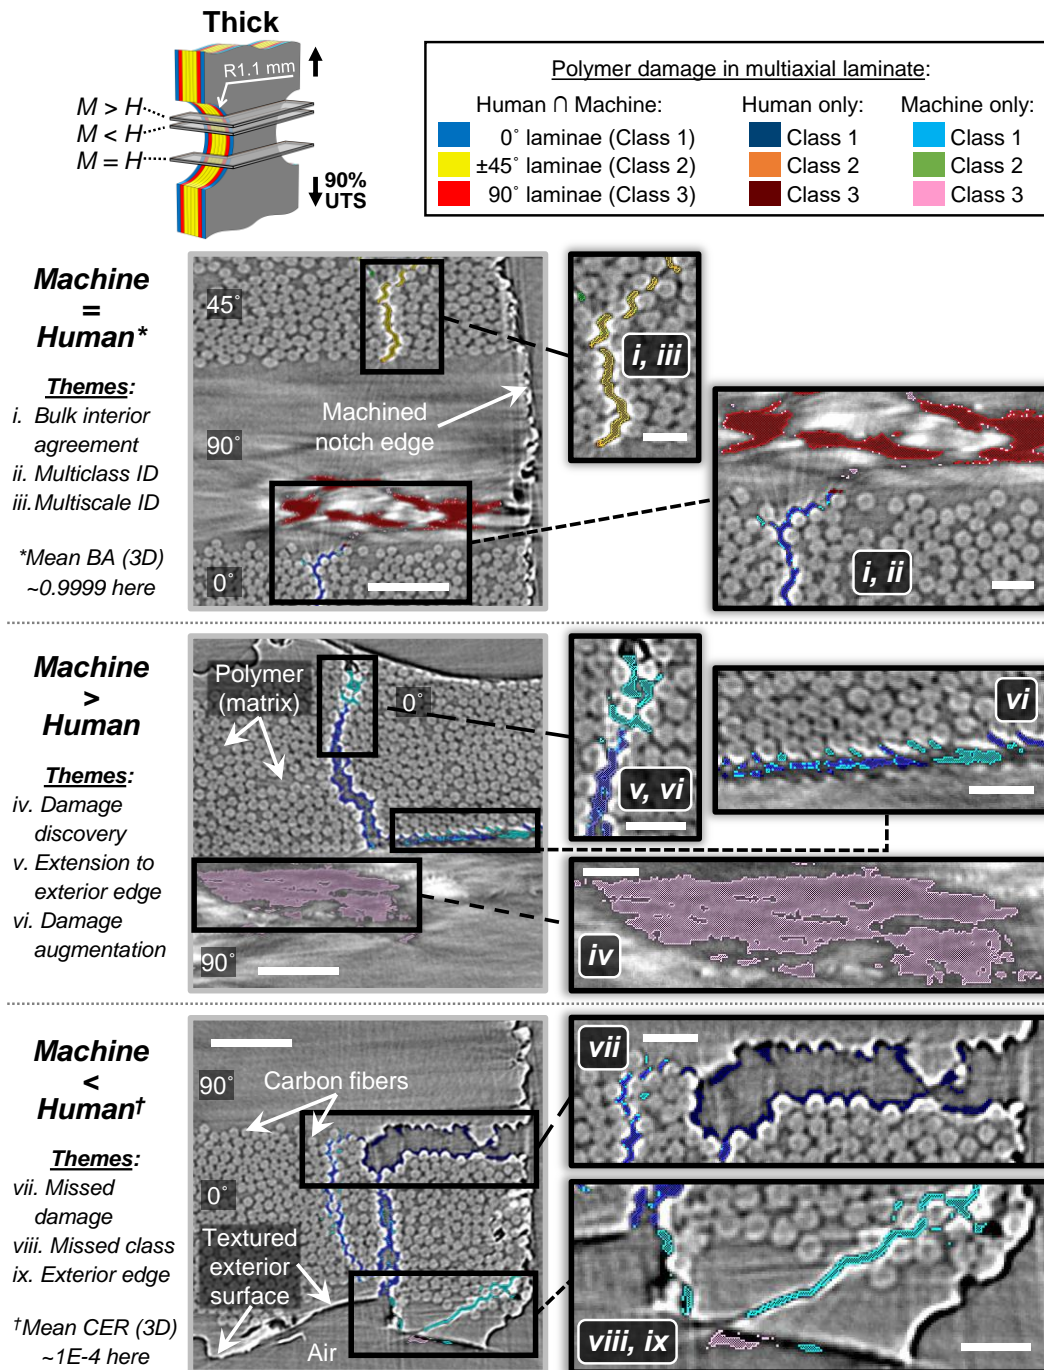 Thick
R1.1 mm
M > H
M < H
M = H
90%
UTS
Polymer damage in multiaxial laminate:
Human ∩ Machine:
0° laminae (Class 1)
±45° laminae (Class 2)
90° laminae (Class 3)
Human only:
Class 1
Class 2
Class 3
Machine only:
Class 1
Class 2
Class 3
Machine
=
Human*
Themes:
i. Bulk interior
agreement
ii. Multiclass ID
iii. Multiscale ID
*Mean BA (3D)
~0.9999 here
45°
90°
0°
Machined
notch edge
i, iii
i, ii
Machine
>
Human
Themes:
iv. Damage
discovery
v. Extension to
exterior edge
vi. Damage
augmentation
Polymer
(matrix)
0°
90°
v, vi
vi
iv
Machine
<
Human†
Themes:
vii. Missed
damage
viii. Missed class
ix. Exterior edge
†Mean CER (3D)
~1E-4 here
90°
Carbon fibers
0°
Textured
exterior
surface
Air
vii
viii, ix